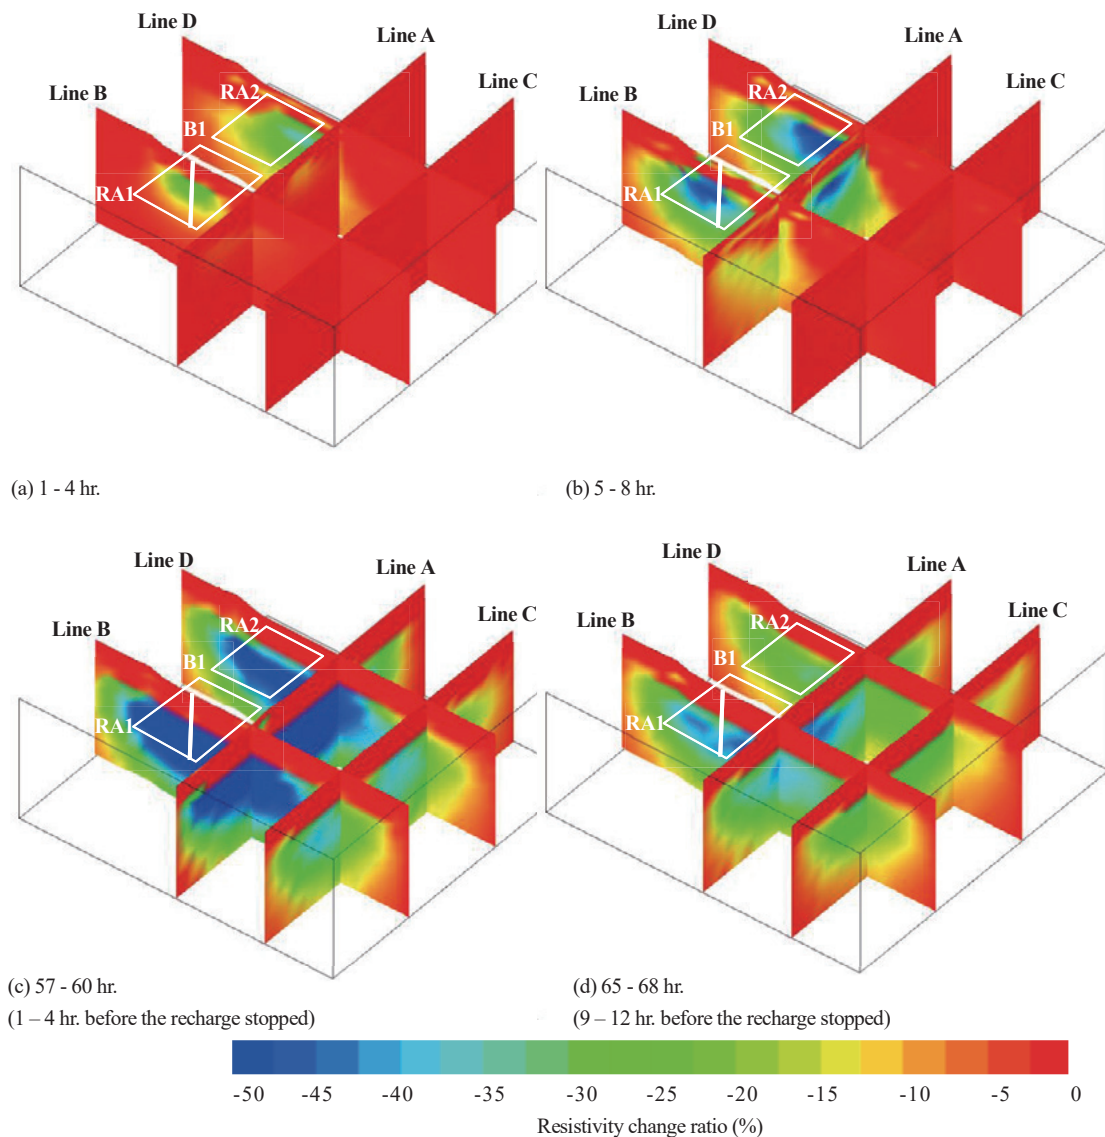 Line D
Line A
Line C
Line B
RA2
B1
RA1
(a) 1 - 4 hr.
Line D
Line A
Line C
Line B
RA2
B1
RA1
(b) 5 - 8 hr.
Line D
Line A
Line C
Line B
RA2
B1
RA1
(c) 57 - 60 hr.
(1 – 4 hr. before the recharge stopped)
Line D
Line A
Line C
Line B
RA2
B1
RA1
(d) 65 - 68 hr.
(9 – 12 hr. before the recharge stopped)
-50 -45 -40 -35 -30 -25 -20 -15 -10 -5 0
Resistivity change ratio (%)